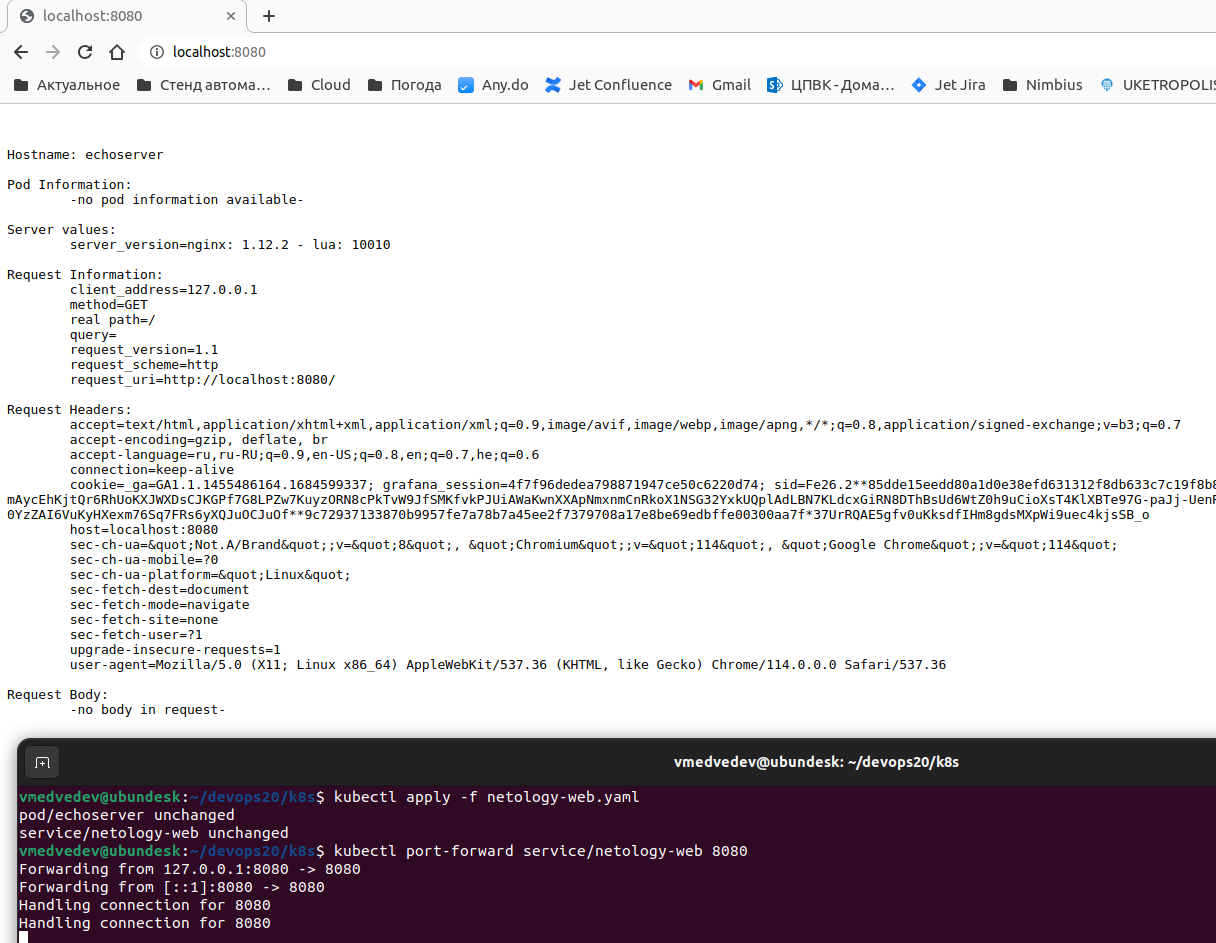 localhost:8080
localhost:8080
Актуальное Стенд автома… Cloud Погода Any.do Jet Confluence Gmail ЦПВК - Дома… Jet Jira Nimbius UKETROPOLIS
Hostname: echoserver
Pod Information:
-no pod information available-
Server values:
server_version=nginx: 1.12.2 - lua: 10010
Request Information:
client_address=127.0.0.1
method=GET
real path=/
query=
request_version=1.1
request_scheme=http
request_uri=http://localhost:8080/
Request Headers:
accept=text/html,application/xhtml+xml,application/xml;q=0.9,image/avif,image/webp,image/apng,*/*;q=0.8,application/signed-exchange;v=b3;q=0.7
accept-encoding=gzip, deflate, br
accept-language=ru,ru-RU;q=0.9,en-US;q=0.8,en;q=0.7,he;q=0.6
connection=keep-alive
cookie=_ga=GA1.1.1455486164.1684599337; grafana_session=4f7f96dedea798871947ce50c6220d74; sid=Fe26.2**85dde15eedd80a1d0e38efd631312f8db633c7c19f8b8
mAycEhKjtQr6RhUoKXJWXDsCJKGPf7G8LPZw7KuyzORN8cPkTvW9JfSMKfvkPJUiAWaKwnXXApNmxnmCnRkoX1NSG32YxkUQplAdLBN7KLdcxGiRN8DThBsUd6WtZ0h9uCioXsT4KlXBTe97G-paJj-UenF
0YzZAI6VuKyHXexm76Sq7FRs6yXQJuOCJuOf**9c72937133870b9957fe7a78b7a45ee2f7379708a17e8be69edbffe00300aa7f*37UrRQAE5gfv0uKksdfIHm8gdsMXpWi9uec4kjsSB_o
host=localhost:8080
sec-ch-ua=&quot;Not.A/Brand&quot;;v=&quot;8&quot;, &quot;Chromium&quot;;v=&quot;114&quot;, &quot;Google Chrome&quot;;v=&quot;114&quot;
sec-ch-ua-mobile=?0
sec-ch-ua-platform=&quot;Linux&quot;
sec-fetch-dest=document
sec-fetch-mode=navigate
sec-fetch-site=none
sec-fetch-user=?1
upgrade-insecure-requests=1
user-agent=Mozilla/5.0 (X11; Linux x86_64) AppleWebKit/537.36 (KHTML, like Gecko) Chrome/114.0.0.0 Safari/537.36
Request Body:
-no body in request-
vmedvedev@ubundesk: ~/devops20/k8s
vmedvedev@ubundesk:~/devops20/k8s$ kubectl apply -f netology-web.yaml
pod/echoserver unchanged
service/netology-web unchanged
vmedvedev@ubundesk:~/devops20/k8s$ kubectl port-forward service/netology-web 8080
Forwarding from 127.0.0.1:8080 -> 8080
Forwarding from [::1]:8080 -> 8080
Handling connection for 8080
Handling connection for 8080